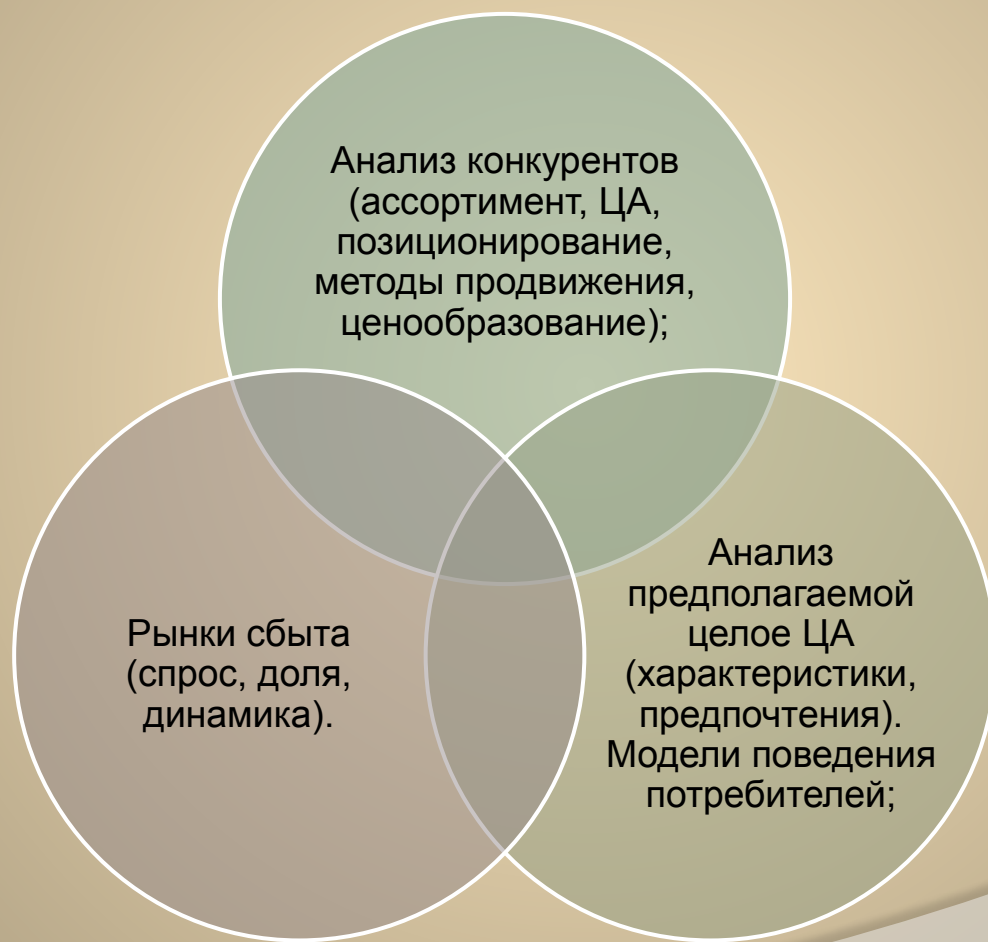 Анализ конкурентов
(ассортимент, ЦА,
позиционирование,
методы продвижения,
ценообразование);
Анализ
предполагаемой
целое ЦА
(характеристики,
предпочтения).
Модели поведения
потребителей;
Рынки сбыта
(спрос, доля,
динамика).